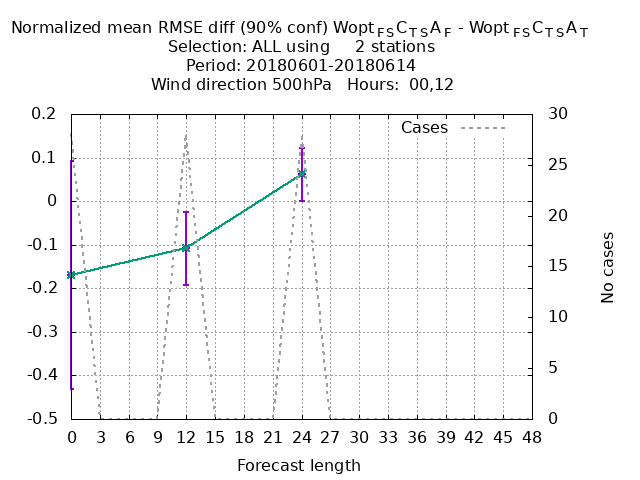 Normalized mean RMSE diff (90% conf) Wopt FS C TS A F - Wopt FS C TS A T
Selection: ALL using 2 stations
Period: 20180601-20180614
Wind direction 500hPa Hours: 00,12
Cases
0.2
0.1
0
-0.1
-0.2
-0.3
-0.4
-0.5
30
25
20
15
10
5
0
No cases
0 3 6 9 12 15 18 21 24 27 30 33 36 39 42 45 48
Forecast length